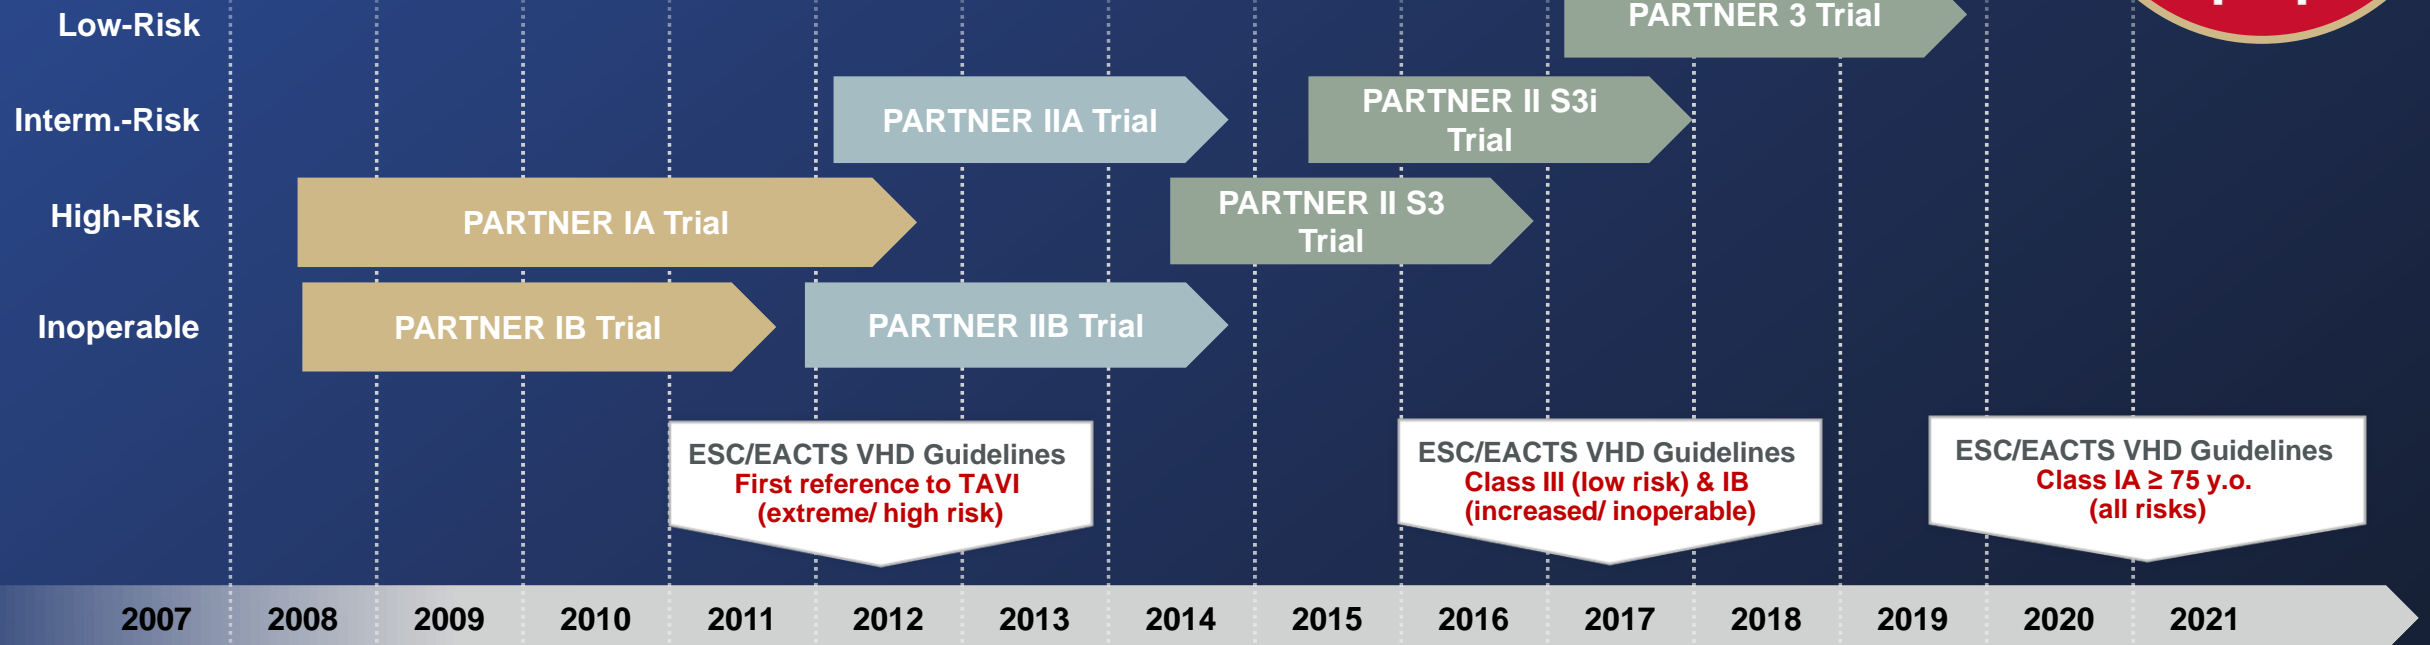 Low-Risk
PARTNER 3 Trial
Interm.-Risk
PARTNER IIA Trial
PARTNER II S3i
Trial
High-Risk
PARTNER IA Trial
PARTNER II S3
Trial
Inoperable
PARTNER IB Trial
PARTNER IIB Trial
ESC/EACTS VHD Guidelines
First reference to TAVI
(extreme/ high risk)
ESC/EACTS VHD Guidelines
Class III (low risk) & IB
(increased/ inoperable)
ESC/EACTS VHD Guidelines
Class IA ≥ 75 y.o.
(all risks)
2007 2008 2009 2010 2011 2012 2013 2014 2015 2016 2017 2018 2019 2020 2021